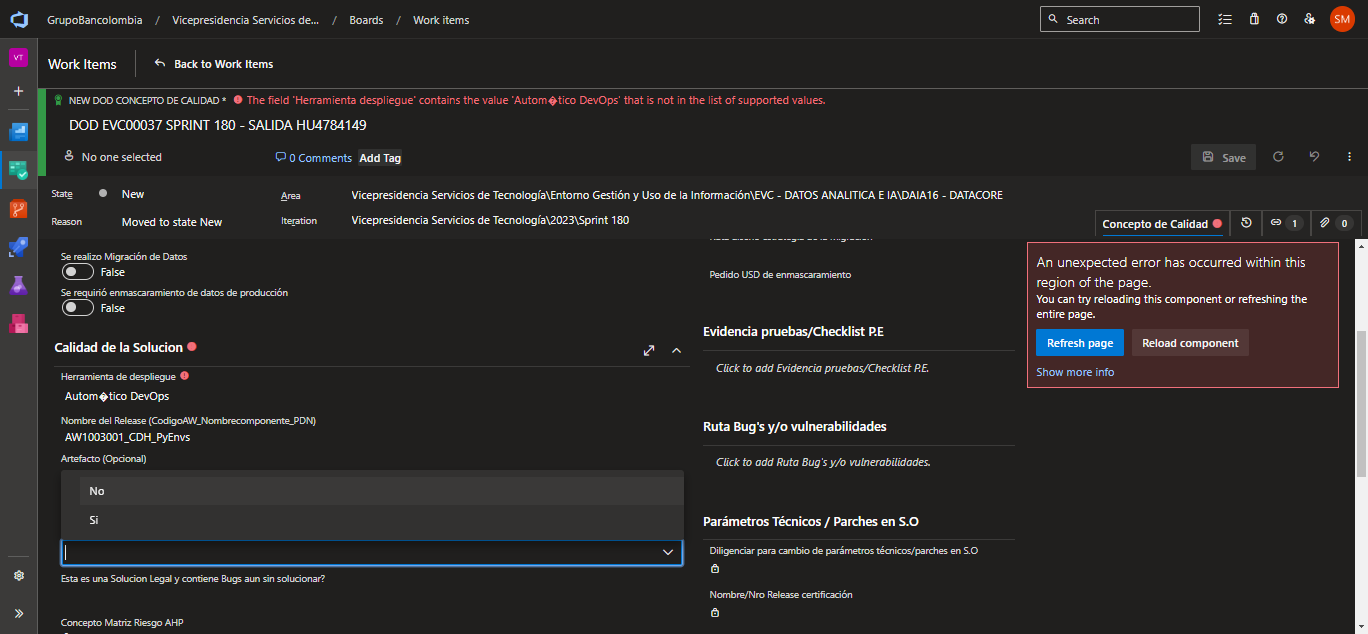 GrupoBancolombia / Vicepresidencia Servicios de... / Boards / Work items
Search
SM
VT
Work Items
Back to Work Items
NEW DOD CONCEPTO DE CALIDAD * The field 'Herramienta despliegue' contains the value 'Autom�tico DevOps' that is not in the list of supported values.
DOD EVC00037 SPRINT 180 - SALIDA HU4784149
No one selected
0 Comments
Add Tag
Save
State
New
Area
Vicepresidencia Servicios de Tecnología\Entorno Gestión y Uso de la Información\EVC - DATOS ANALITICA E IA\DAIA16 - DATACORE
Reason
Moved to state New
Iteration
Vicepresidencia Servicios de Tecnología\2023\Sprint 180
Concepto de Calidad
1
0
Se realizo Migración de Datos
False
Se requirió enmascaramiento de datos de producción
False
Calidad de la Solucion
Herramienta de despliegue
Autom�tico DevOps
Nombre del Release (CodigoAW_Nombrecomponente_PDN)
AW1003001_CDH_PyEnvs
Artefacto (Opcional)
No
Si
Esta es una Solucion Legal y contiene Bugs aun sin solucionar?
Concepto Matriz Riesgo AHP
Pedido USD de enmascaramiento
Evidencia pruebas/Checklist P.E
Click to add Evidencia pruebas/Checklist P.E.
Ruta Bug's y/o vulnerabilidades
Click to add Ruta Bug's y/o vulnerabilidades.
Parámetros Técnicos / Parches en S.O
Diligenciar para cambio de parámetros técnicos/parches en S.O
Nombre/Nro Release certificación
An unexpected error has occurred within this
region of the page.
You can try reloading this component or refreshing the
entire page.
Refresh page
Reload component
Show more info